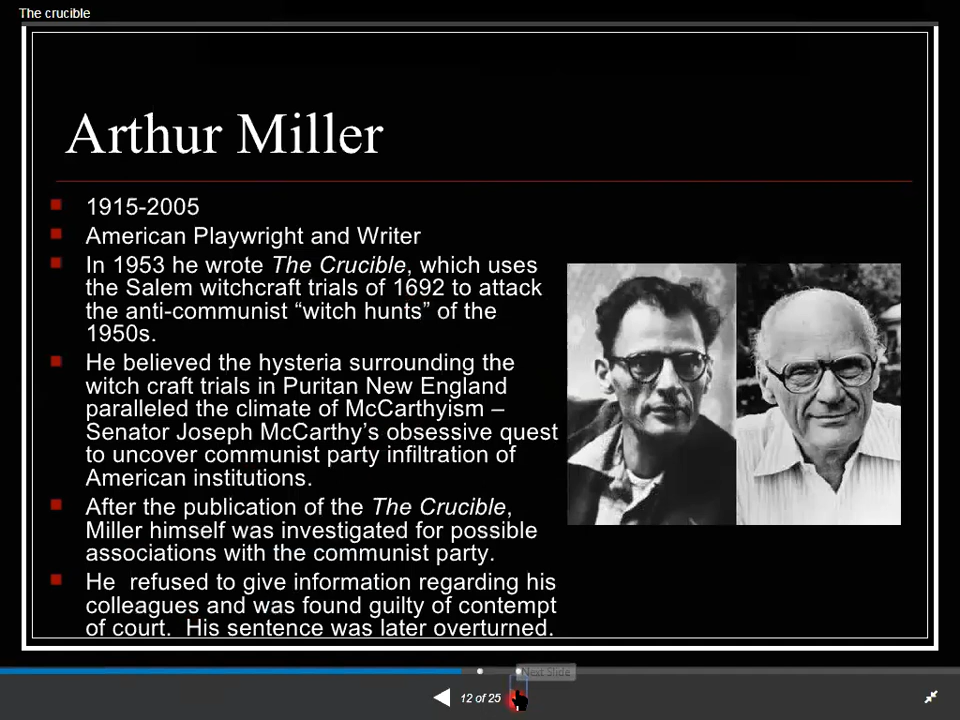 The crucible
Arthur Miller
1915-2005
American Playwright and Writer
In 1953 he wrote The Crucible, which uses
the Salem witchcraft trials of 1692 to attack
the anti-communist “witch hunts” of the
1950s.
He believed the hysteria surrounding the
witch craft trials in Puritan New England
paralleled the climate of McCarthyism –
Senator Joseph McCarthy’s obsessive quest
to uncover communist party infiltration of
American institutions.
After the publication of the The Crucible,
Miller himself was investigated for possible
associations with the communist party.
He refused to give information regarding his
colleagues and was found guilty of contempt
of court. His sentence was later overturned.
Next Slide
12 of 25